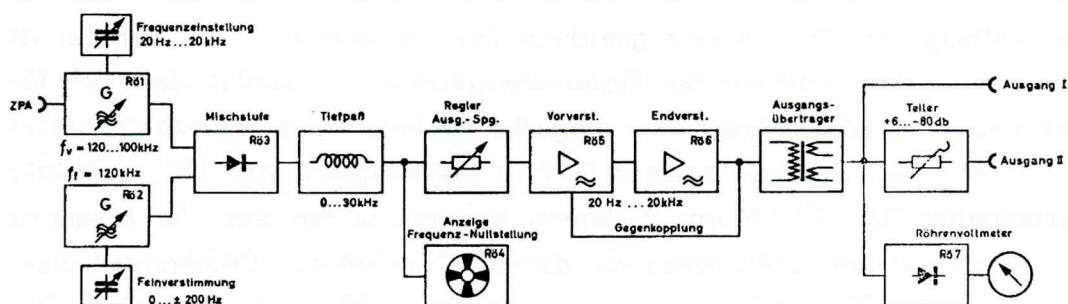 Frequenzeinstellung
20 Hz ... 20 kHz
ZPA
G
Rö1
fv = 120...100kHz
ff = 120kHz
G
Rö2
Feinverstimmung
0 ... ± 200 Hz
Mischstufe
Rö3
Tiefpaß
0...30kHz
Regler
Ausg.- Spg.
Anzeige
Frequenz-Nullstellung
Rö4
Vorverst.
Rö5
Endverst.
Rö6
20 Hz ... 20kHz
Gegenkopplung
Ausgangs-
übertrager
Teiler
+6...-80db
Ausgang I
Ausgang II
Röhrenvoltmeter
Rö7